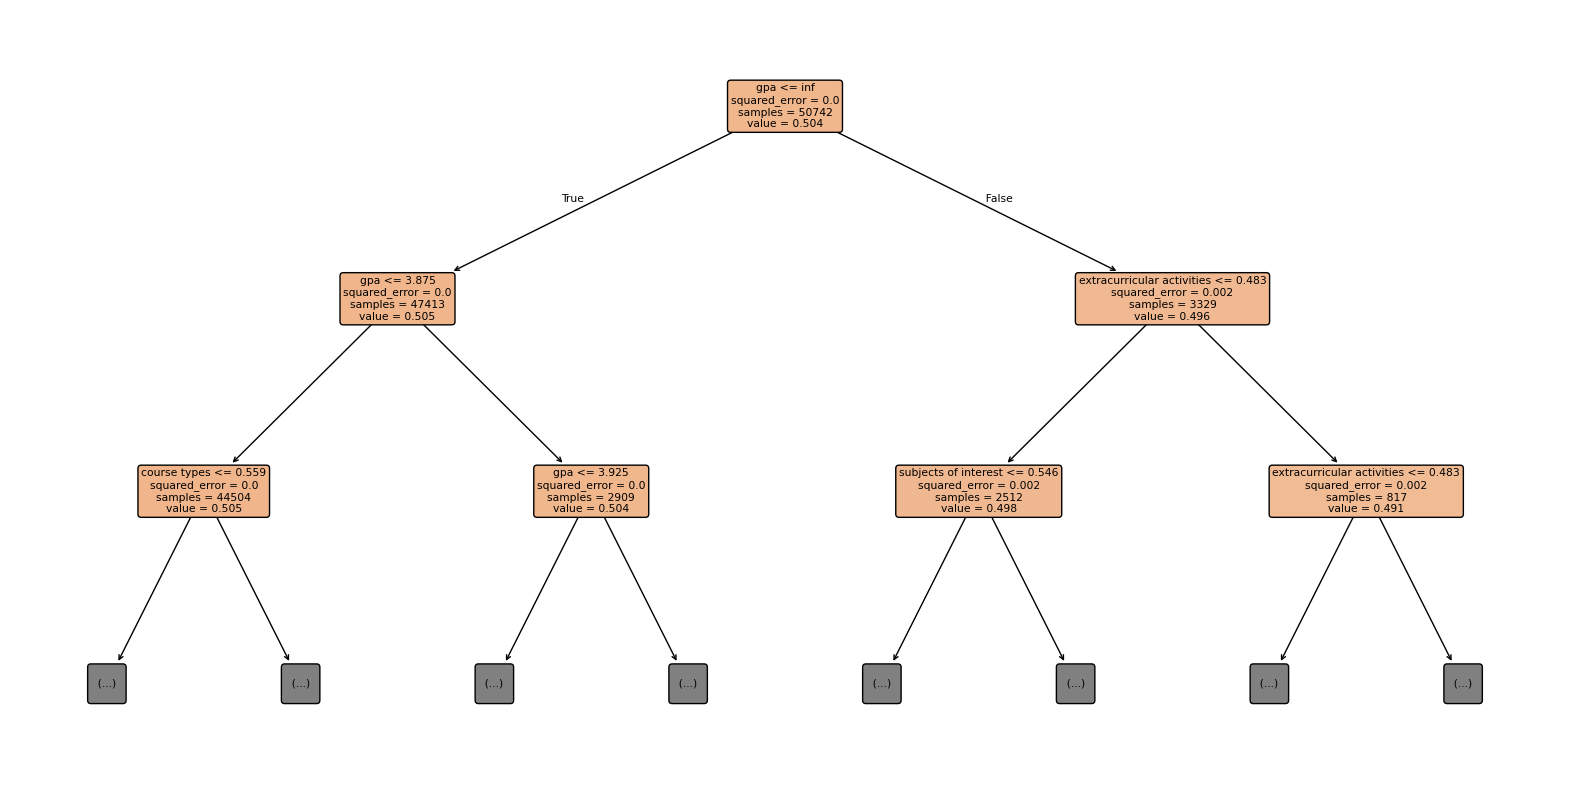 gpa <= inf
squared_error = 0.0
samples = 50742
value = 0.504
True
False
gpa <= 3.875
squared_error = 0.0
samples = 47413
value = 0.505
extracurricular activities <= 0.483
squared_error = 0.002
samples = 3329
value = 0.496
course types <= 0.559
squared_error = 0.0
samples = 44504
value = 0.505
gpa <= 3.925
squared_error = 0.0
samples = 2909
value = 0.504
subjects of interest <= 0.546
squared_error = 0.002
samples = 2512
value = 0.498
extracurricular activities <= 0.483
squared_error = 0.002
samples = 817
value = 0.491
(...)
(...)
(...)
(...)
(...)
(...)
(...)
(...)